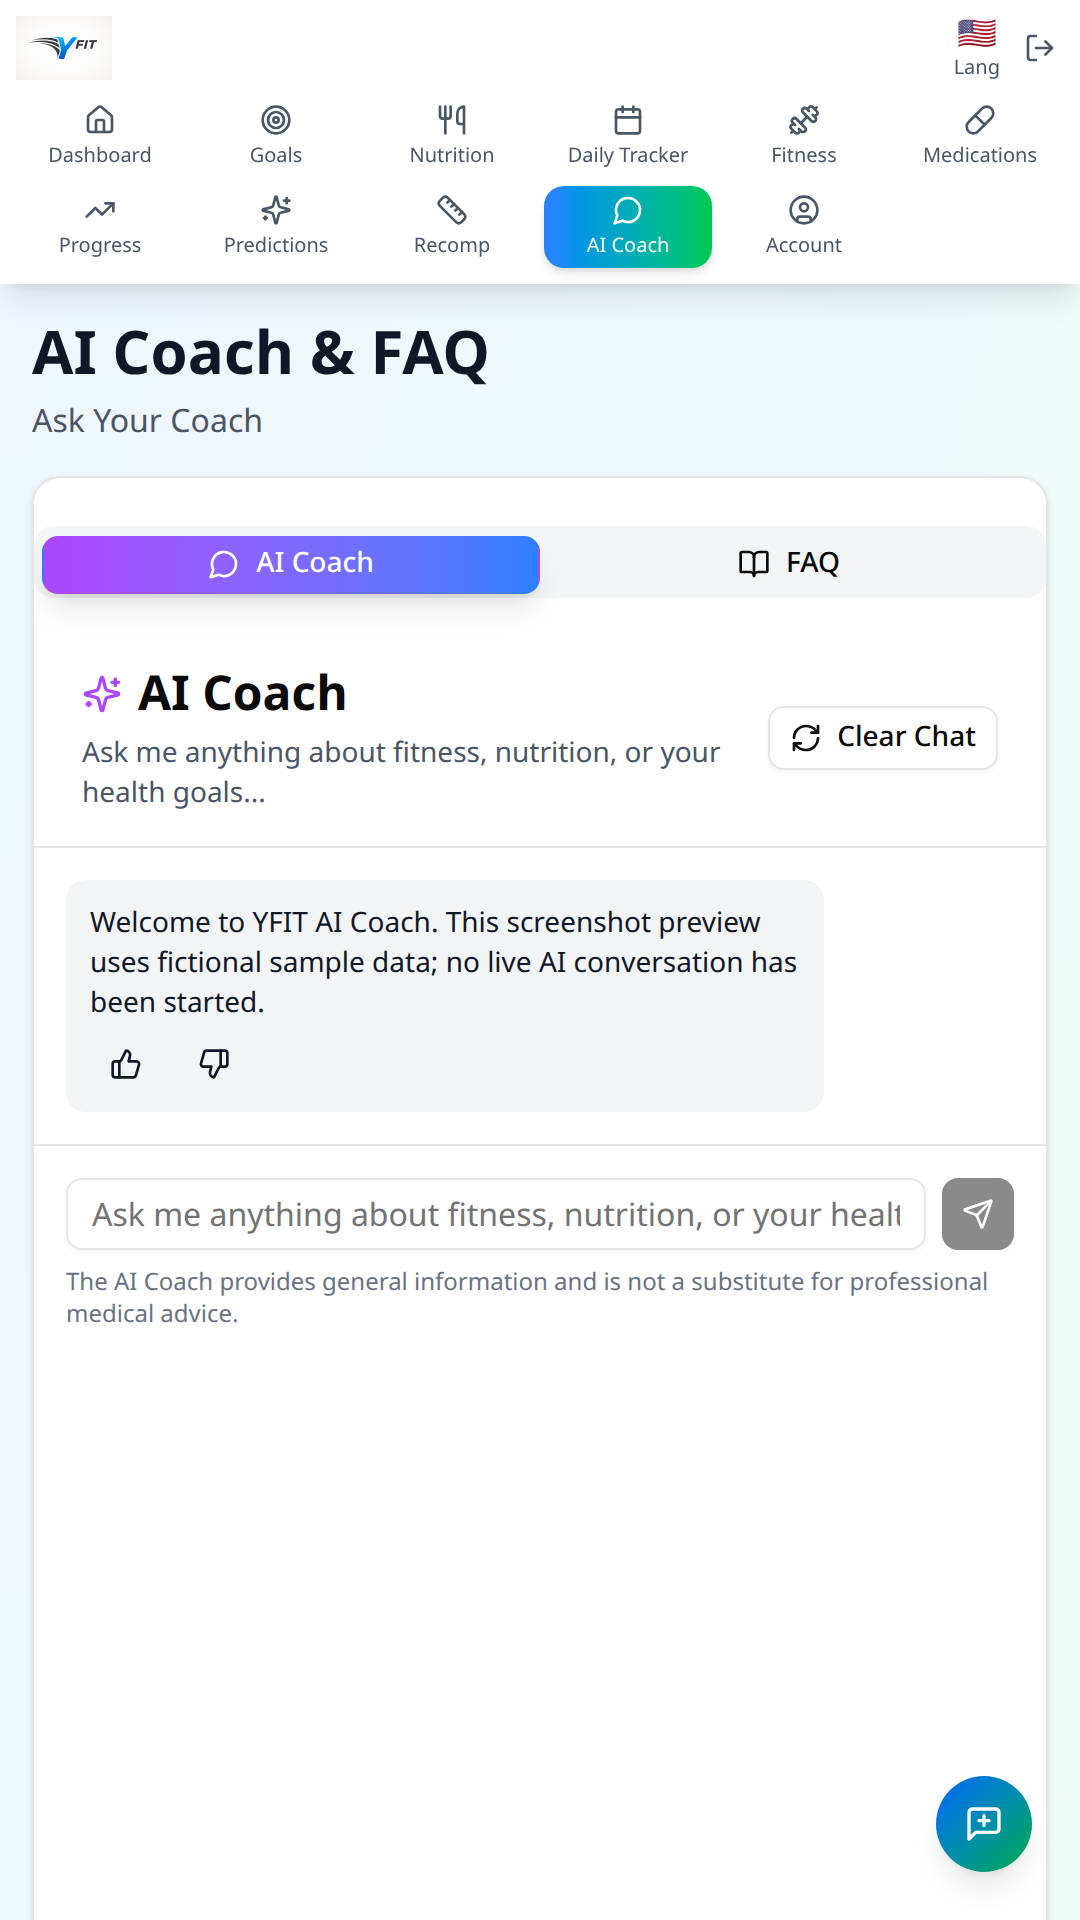 YFIT
Lang
Dashboard
Goals
Nutrition
Daily Tracker
Fitness
Medications
Progress
Predictions
Recomp
AI Coach
Account
AI Coach & FAQ
Ask Your Coach
AI Coach
FAQ
AI Coach
Ask me anything about fitness, nutrition, or your
health goals...
Clear Chat
Welcome to YFIT AI Coach. This screenshot preview
uses fictional sample data; no live AI conversation has
been started.
Ask me anything about fitness, nutrition, or your healt
The AI Coach provides general information and is not a substitute for professional
medical advice.